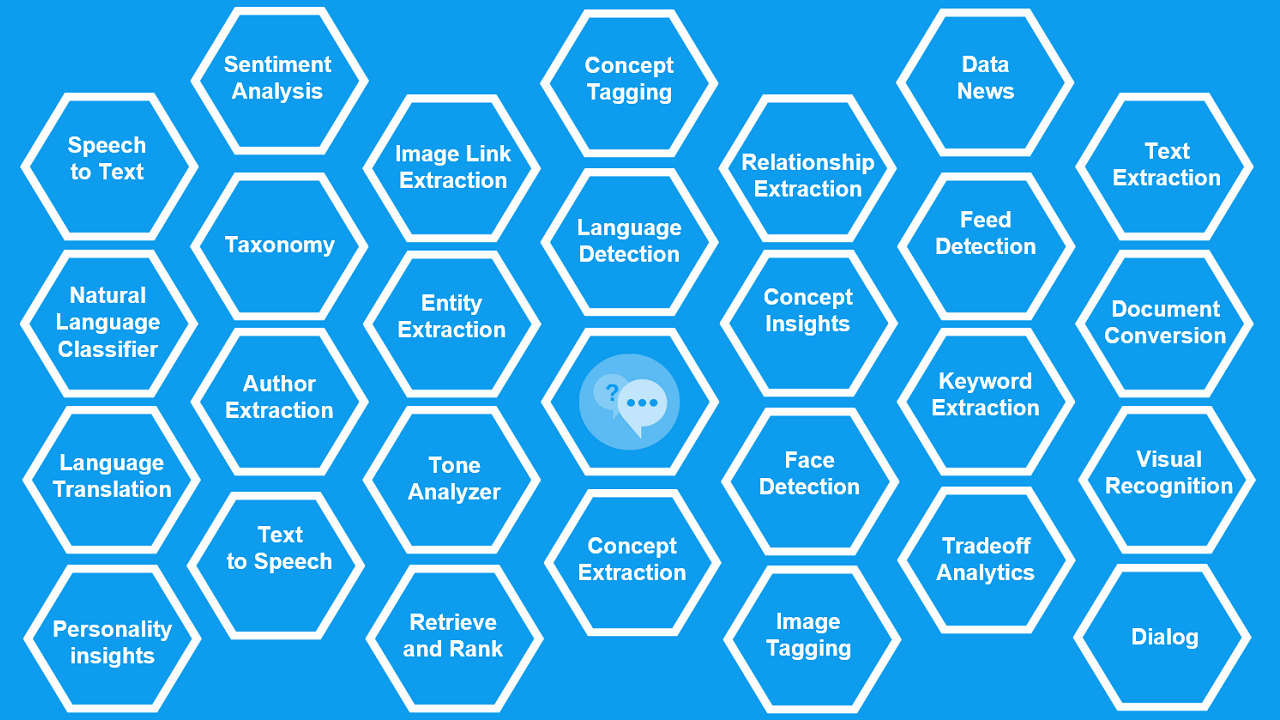 Speech
to Text
Natural
Language
Classifier
Language
Translation
Personality
insights
Sentiment
Analysis
Taxonomy
Author
Extraction
Text
to Speech
Image Link
Extraction
Entity
Extraction
Tone
Analyzer
Retrieve
and Rank
Concept
Tagging
Language
Detection
?
Concept
Extraction
Relationship
Extraction
Concept
Insights
Face
Detection
Image
Tagging
Data
News
Feed
Detection
Keyword
Extraction
Tradeoff
Analytics
Text
Extraction
Document
Conversion
Visual
Recognition
Dialog